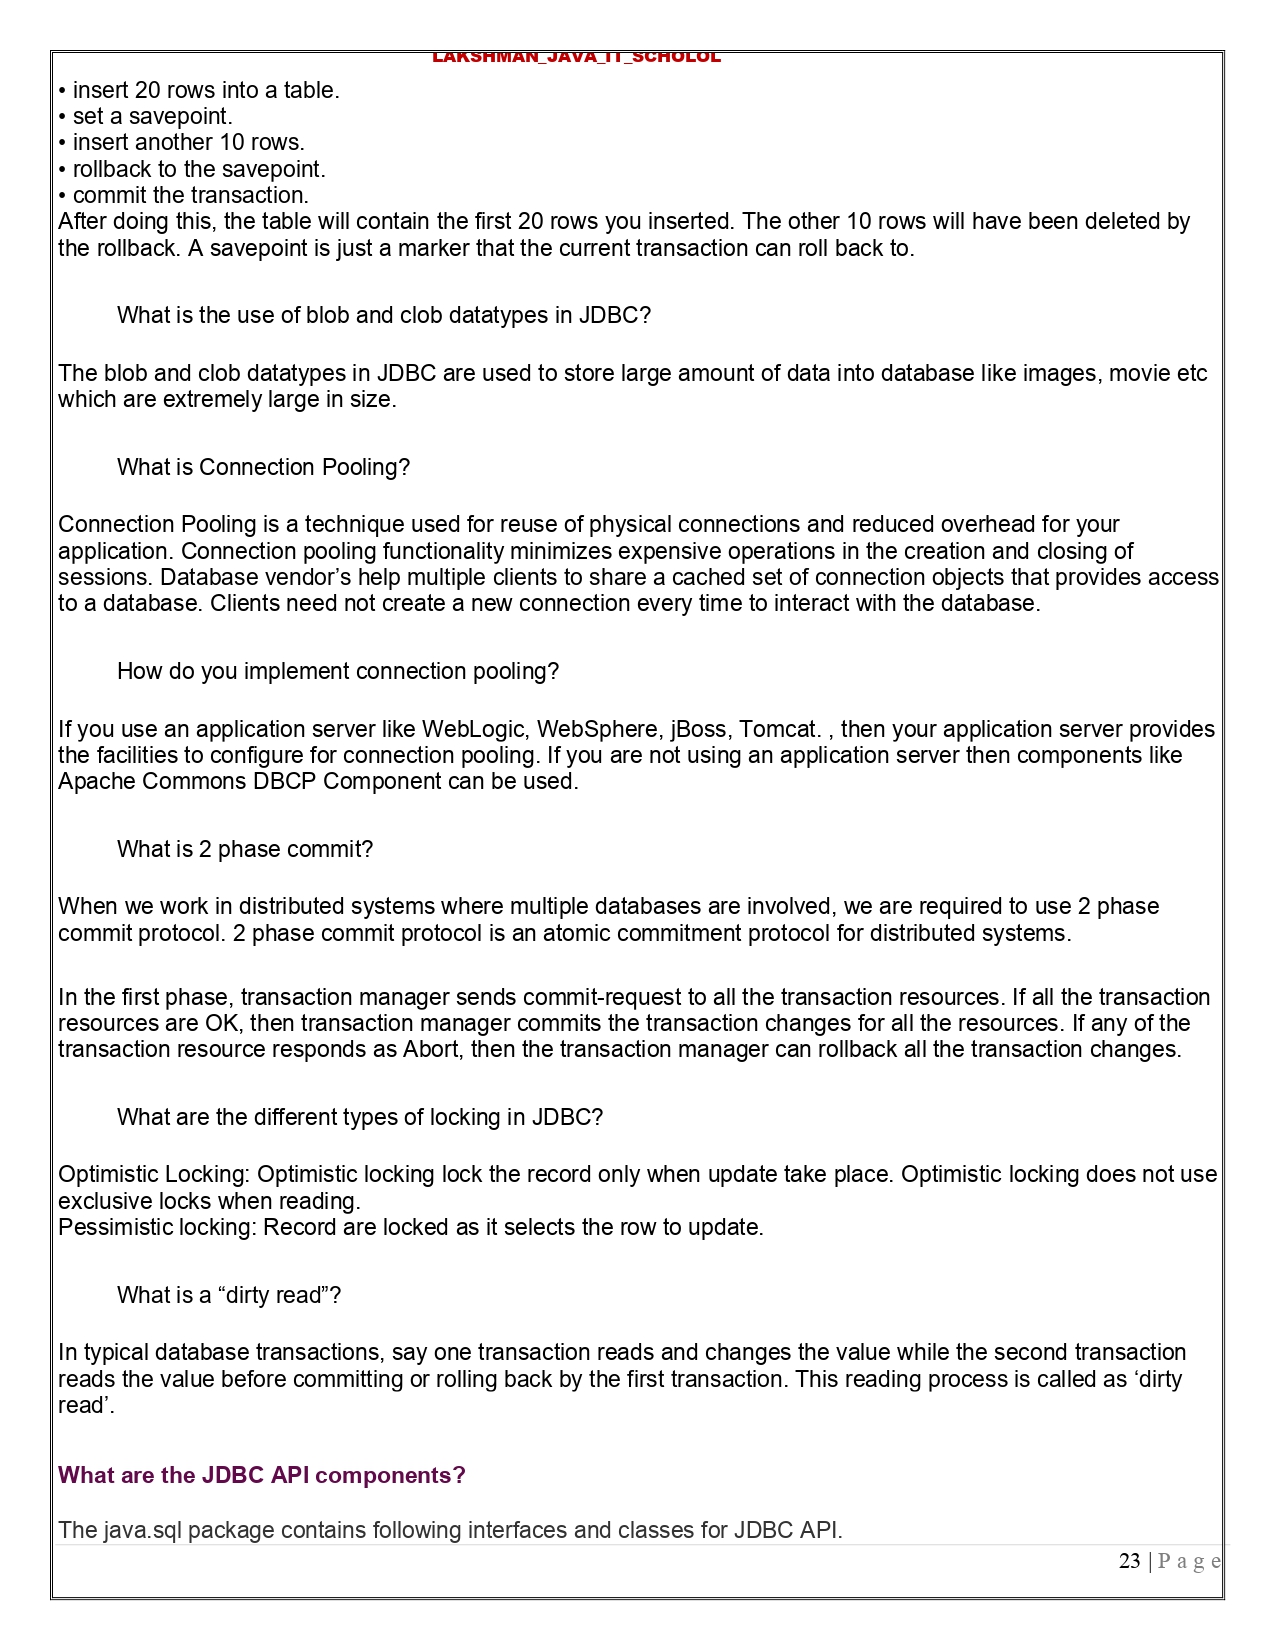 LAKSHMAN_JAVA_IT_SCHOLOL
• insert 20 rows into a table.
• set a savepoint.
• insert another 10 rows.
• rollback to the savepoint.
• commit the transaction.
After doing this, the table will contain the first 20 rows you inserted. The other 10 rows will have been deleted by
the rollback. A savepoint is just a marker that the current transaction can roll back to.
What is the use of blob and clob datatypes in JDBC?
The blob and clob datatypes in JDBC are used to store large amount of data into database like images, movie etc
which are extremely large in size.
What is Connection Pooling?
Connection Pooling is a technique used for reuse of physical connections and reduced overhead for your
application. Connection pooling functionality minimizes expensive operations in the creation and closing of
sessions. Database vendor’s help multiple clients to share a cached set of connection objects that provides access
to a database. Clients need not create a new connection every time to interact with the database.
How do you implement connection pooling?
If you use an application server like WebLogic, WebSphere, jBoss, Tomcat. , then your application server provides
the facilities to configure for connection pooling. If you are not using an application server then components like
Apache Commons DBCP Component can be used.
What is 2 phase commit?
When we work in distributed systems where multiple databases are involved, we are required to use 2 phase
commit protocol. 2 phase commit protocol is an atomic commitment protocol for distributed systems.
In the first phase, transaction manager sends commit-request to all the transaction resources. If all the transaction
resources are OK, then transaction manager commits the transaction changes for all the resources. If any of the
transaction resource responds as Abort, then the transaction manager can rollback all the transaction changes.
What are the different types of locking in JDBC?
Optimistic Locking: Optimistic locking lock the record only when update take place. Optimistic locking does not use
exclusive locks when reading.
Pessimistic locking: Record are locked as it selects the row to update.
What is a “dirty read”?
In typical database transactions, say one transaction reads and changes the value while the second transaction
reads the value before committing or rolling back by the first transaction. This reading process is called as ‘dirty
read’.
What are the JDBC API components?
The java.sql package contains following interfaces and classes for JDBC API.
23 | P a g e